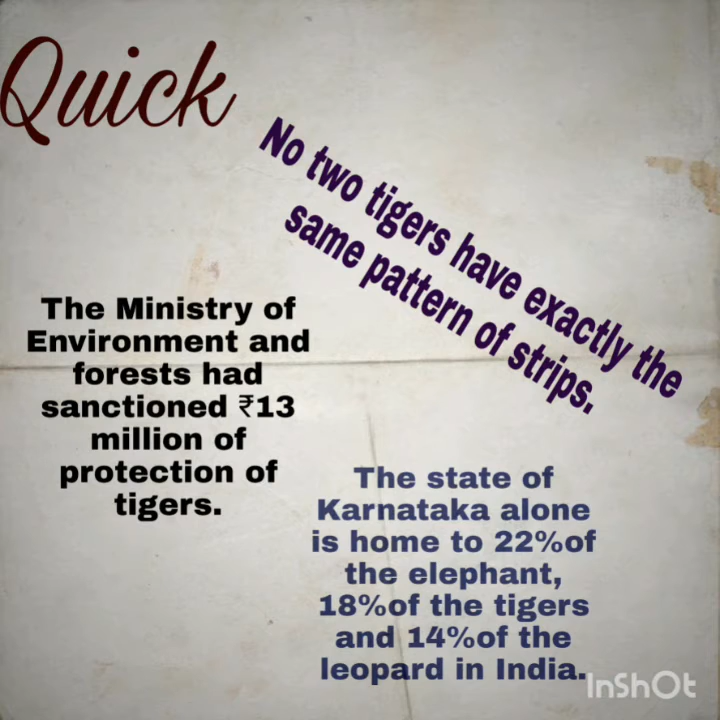 Quick
No two tigers have exactly the
same pattern of strips.
The Ministry of
Environment and
forests had
sanctioned ₹13
million of
protection of
tigers.
The state of
Karnataka alone
is home to 22%of
the elephant,
18%of the tigers
and 14%of the
leopard in India.
InShOt